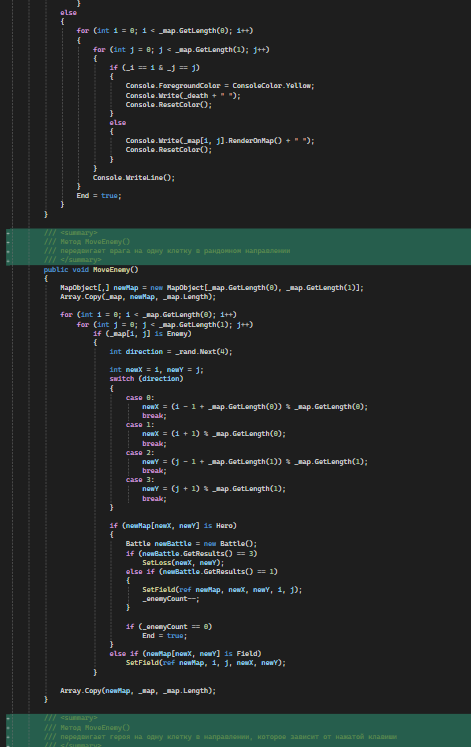 }
else
{
for (int i = 0; i < _map.GetLength(0); i++)
{
for (int j = 0; j < _map.GetLength(1); j++)
{
if (_i == i & _j == j)
{
Console.ForegroundColor = ConsoleColor.Yellow;
Console.Write(_death + " ");
Console.ResetColor();
}
else
{
Console.Write(_map[i, j].RenderOnMap() + " ");
Console.ResetColor();
}
}
Console.WriteLine();
}
End = true;
}
}
/// <summary>
/// Метод MoveEnemy()
/// передвигает врага на одну клетку в рандомном направлении
/// </summary>
public void MoveEnemy()
{
MapObject[,] newMap = new MapObject[_map.GetLength(0), _map.GetLength(1)];
Array.Copy(_map, newMap, _map.Length);
for (int i = 0; i < _map.GetLength(0); i++)
for (int j = 0; j < _map.GetLength(1); j++)
if (_map[i, j] is Enemy)
{
int direction = _rand.Next(4);
int newX = i, newY = j;
switch (direction)
{
case 0:
newX = (i - 1 + _map.GetLength(0)) % _map.GetLength(0);
break;
case 1:
newX = (i + 1) % _map.GetLength(0);
break;
case 2:
newY = (j - 1 + _map.GetLength(1)) % _map.GetLength(1);
break;
case 3:
newY = (j + 1) % _map.GetLength(1);
break;
}
if (newMap[newX, newY] is Hero)
{
Battle newBattle = new Battle();
if (newBattle.GetResults() == 3)
SetLoss(newX, newY);
else if (newBattle.GetResults() == 1)
{
SetField(ref newMap, newX, newY, i, j);
_enemyCount--;
}
if (_enemyCount == 0)
End = true;
}
else if (newMap[newX, newY] is Field)
SetField(ref newMap, i, j, newX, newY);
}
Array.Copy(newMap, _map, _map.Length);
}
/// <summary>
/// Метод MoveEnemy()
/// передвигает героя на одну клетку в направлении, которое зависит от нажатой клавиши
/// </summary>